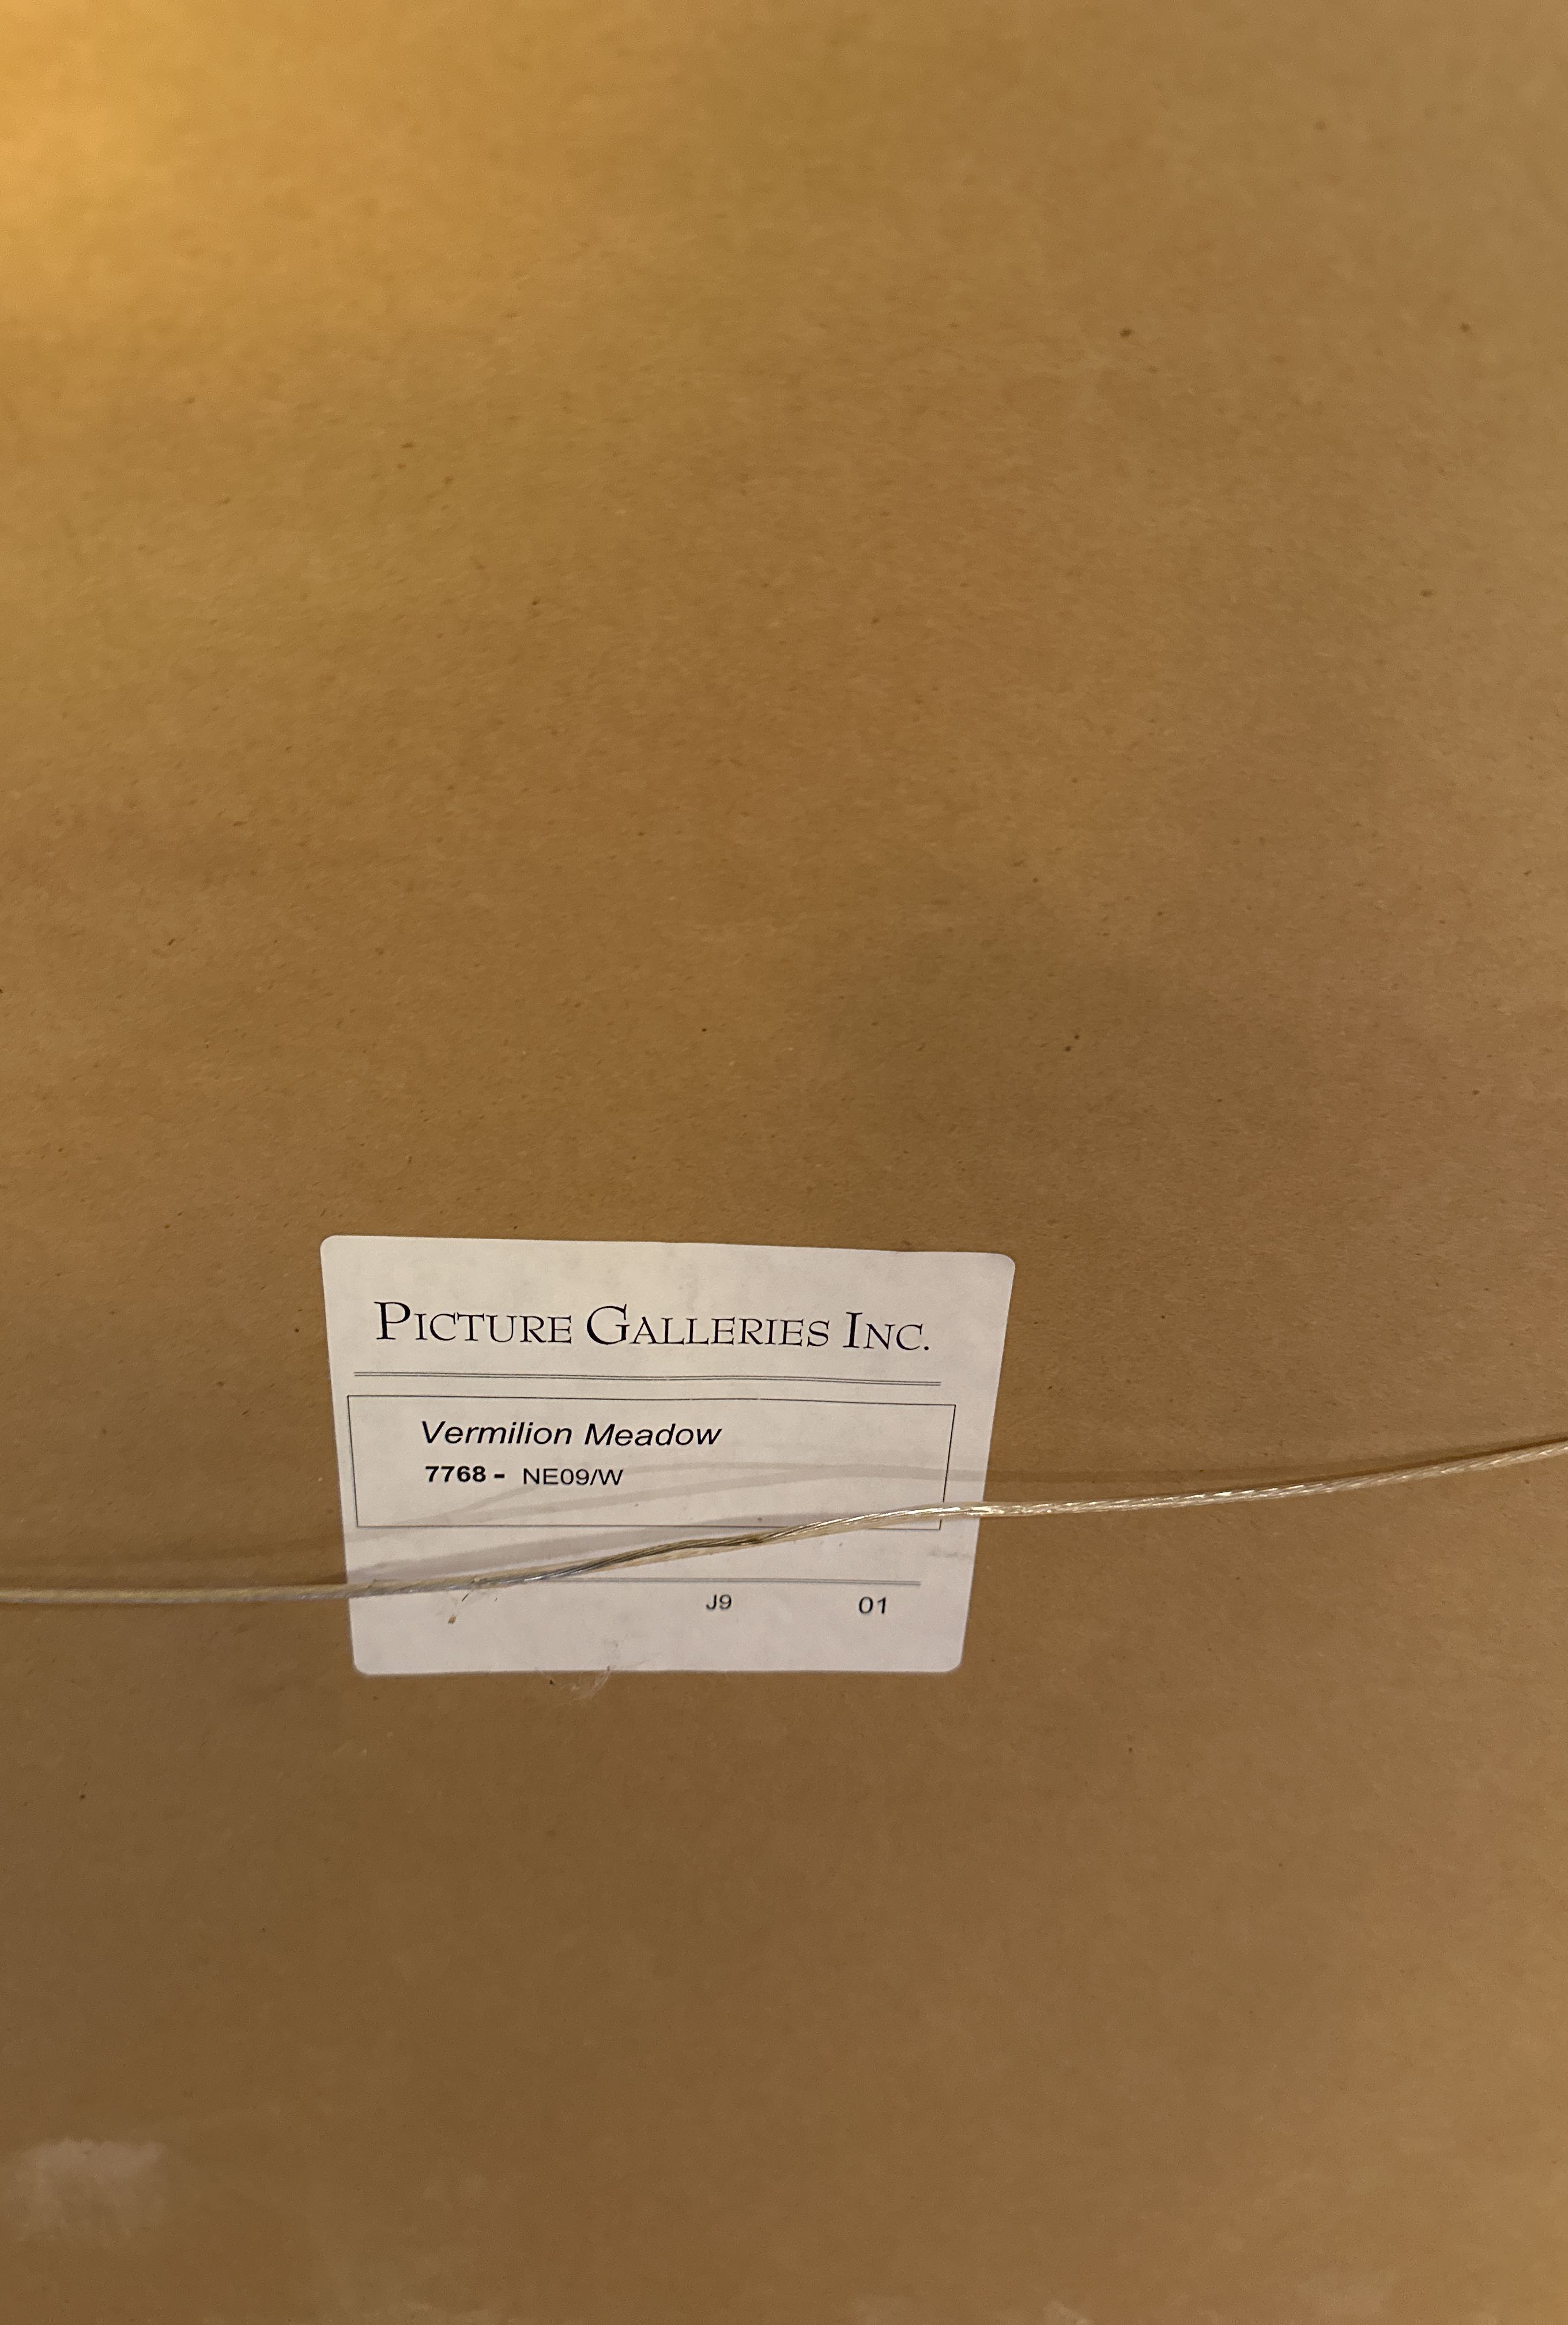 PICTURE GALLERIES INC.
Vermilion Meadow
7768 - NE09/W
J9 01